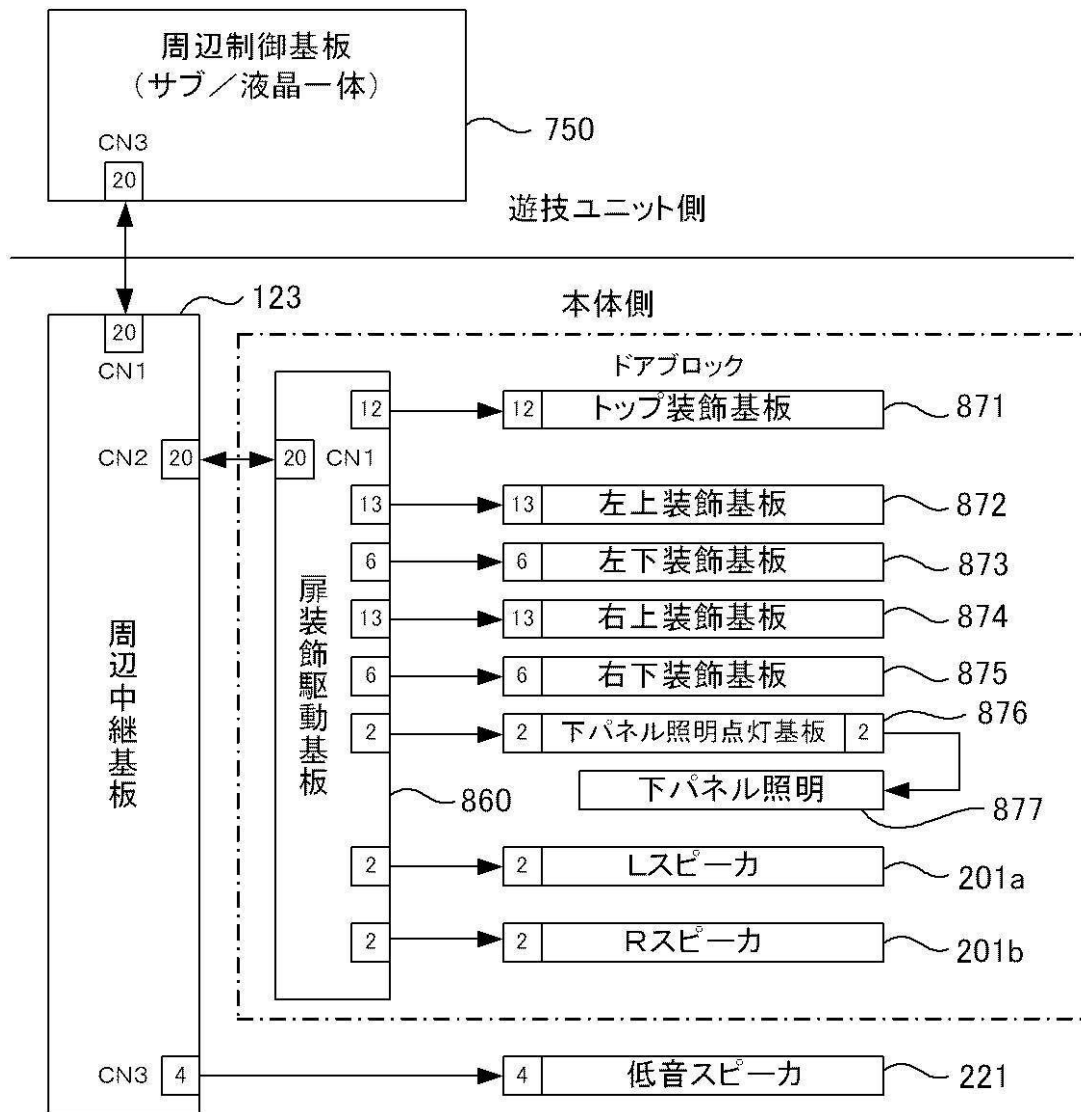 周辺制御基板
(サブ/液晶一体)
CN3
20
750
遊技ユニット側
123
本体側
20
CN1
ドアブロック
12
12
トップ装飾基板
871
CN2
20
20
CN1
13
13
左上装飾基板
872
6
6
左下装飾基板
873
13
13
右上装飾基板
874
6
6
右下装飾基板
875
2
2
下パネル照明点灯基板
2
876
下パネル照明
877
周辺中継基板
扉装飾駆動基板
860
2
2
Lスピーカ
201a
2
2
Rスピーカ
201b
CN3
4
4
低音スピーカ
221